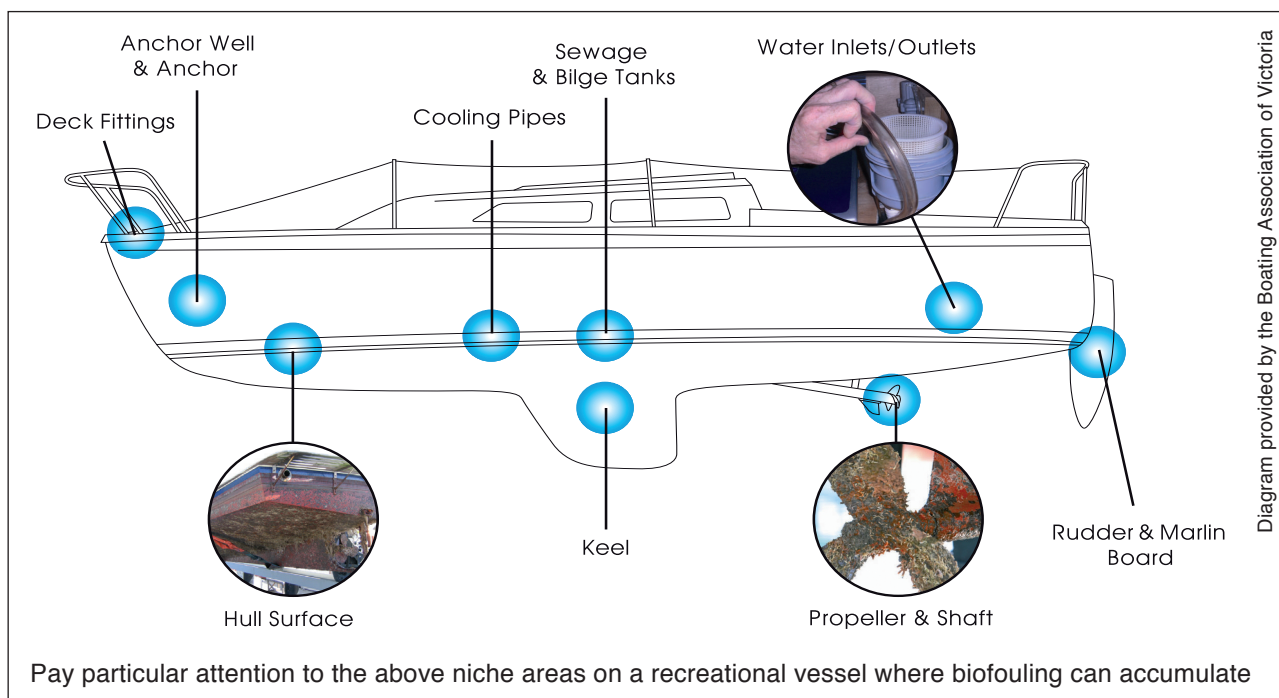 Anchor Well
& Anchor
Sewage
& Bilge Tanks
Water Inlets/Outlets
Deck Fittings
Cooling Pipes
Keel
Rudder & Marlin
Board
Hull Surface
Propeller & Shaft
Pay particular attention to the above niche areas on a recreational vessel where biofouling can accumulate
Diagram provided by the Boating Association of Victoria